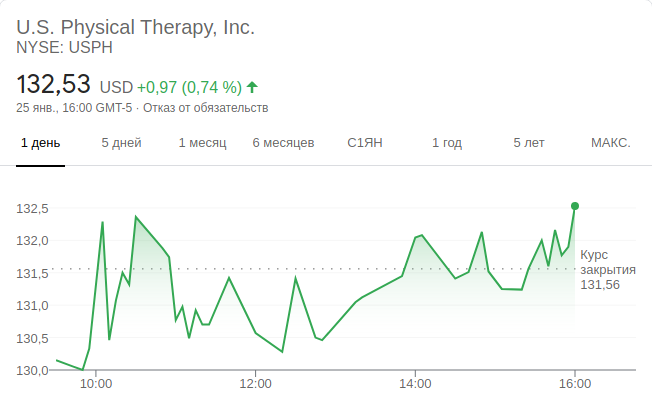 U.S. Physical Therapy, Inc.
NYSE: USPH
132,53 USD +0,97 (0,74 %)
25 янв., 16:00 GMT-5 · Отказ от обязательств
1 день 5 дней 1 месяц 6 месяцев С1ЯН 1 год 5 лет МАКС.
132,5
132,0
131,5
131,0
130,5
130,0
Курс
закрытия
131,56
10:00 12:00 14:00 16:00